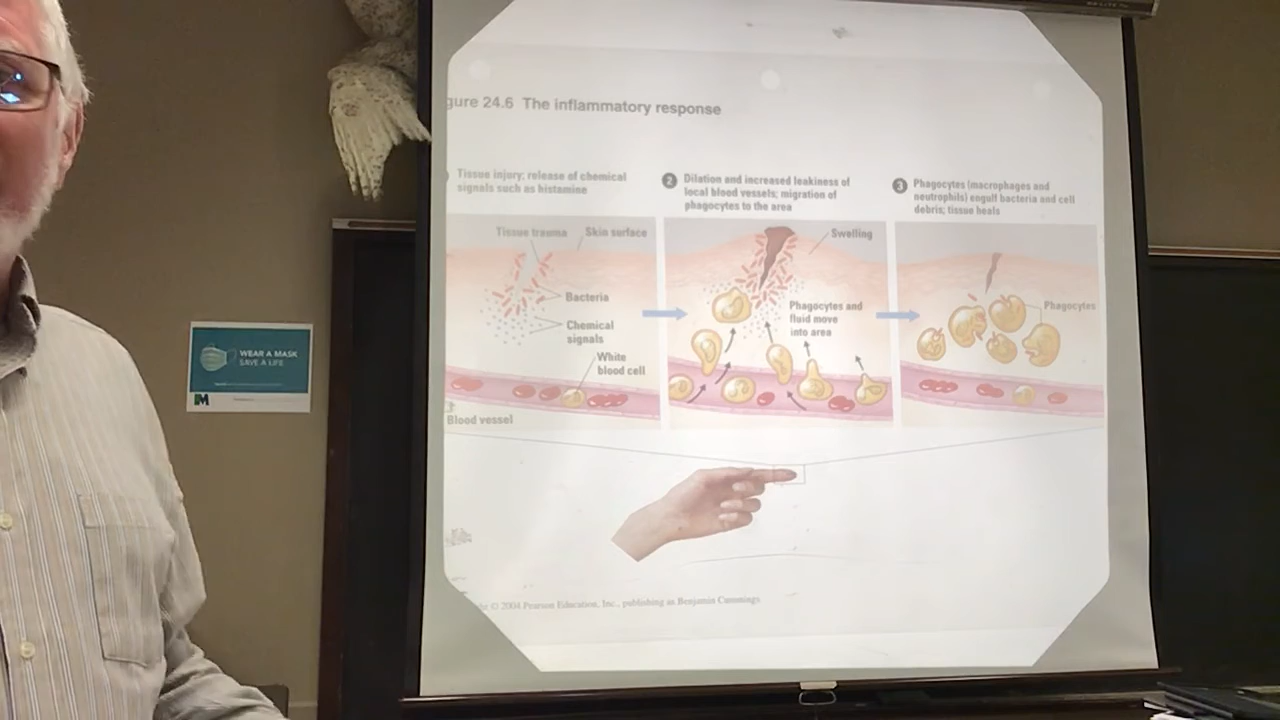 gure 24.6 The inflammatory response
Tissue injury; release of chemical
signals such as histamine
2
Dilation and increased leakiness of
local blood vessels; migration of
phagocytes to the area
3
Phagocytes (macrophages and
neutrophils) engulf bacteria and cell
debris; tissue heals
Tissue trauma
Skin surface
Bacteria
Chemical
signals
White
blood cell
Blood vessel
Swelling
Phagocytes and
fluid move
into area
Phagocytes
© 2004 Pearson Education, Inc., publishing as Benjamin Cummings
WEAR A MASK
SAVE A LIFE